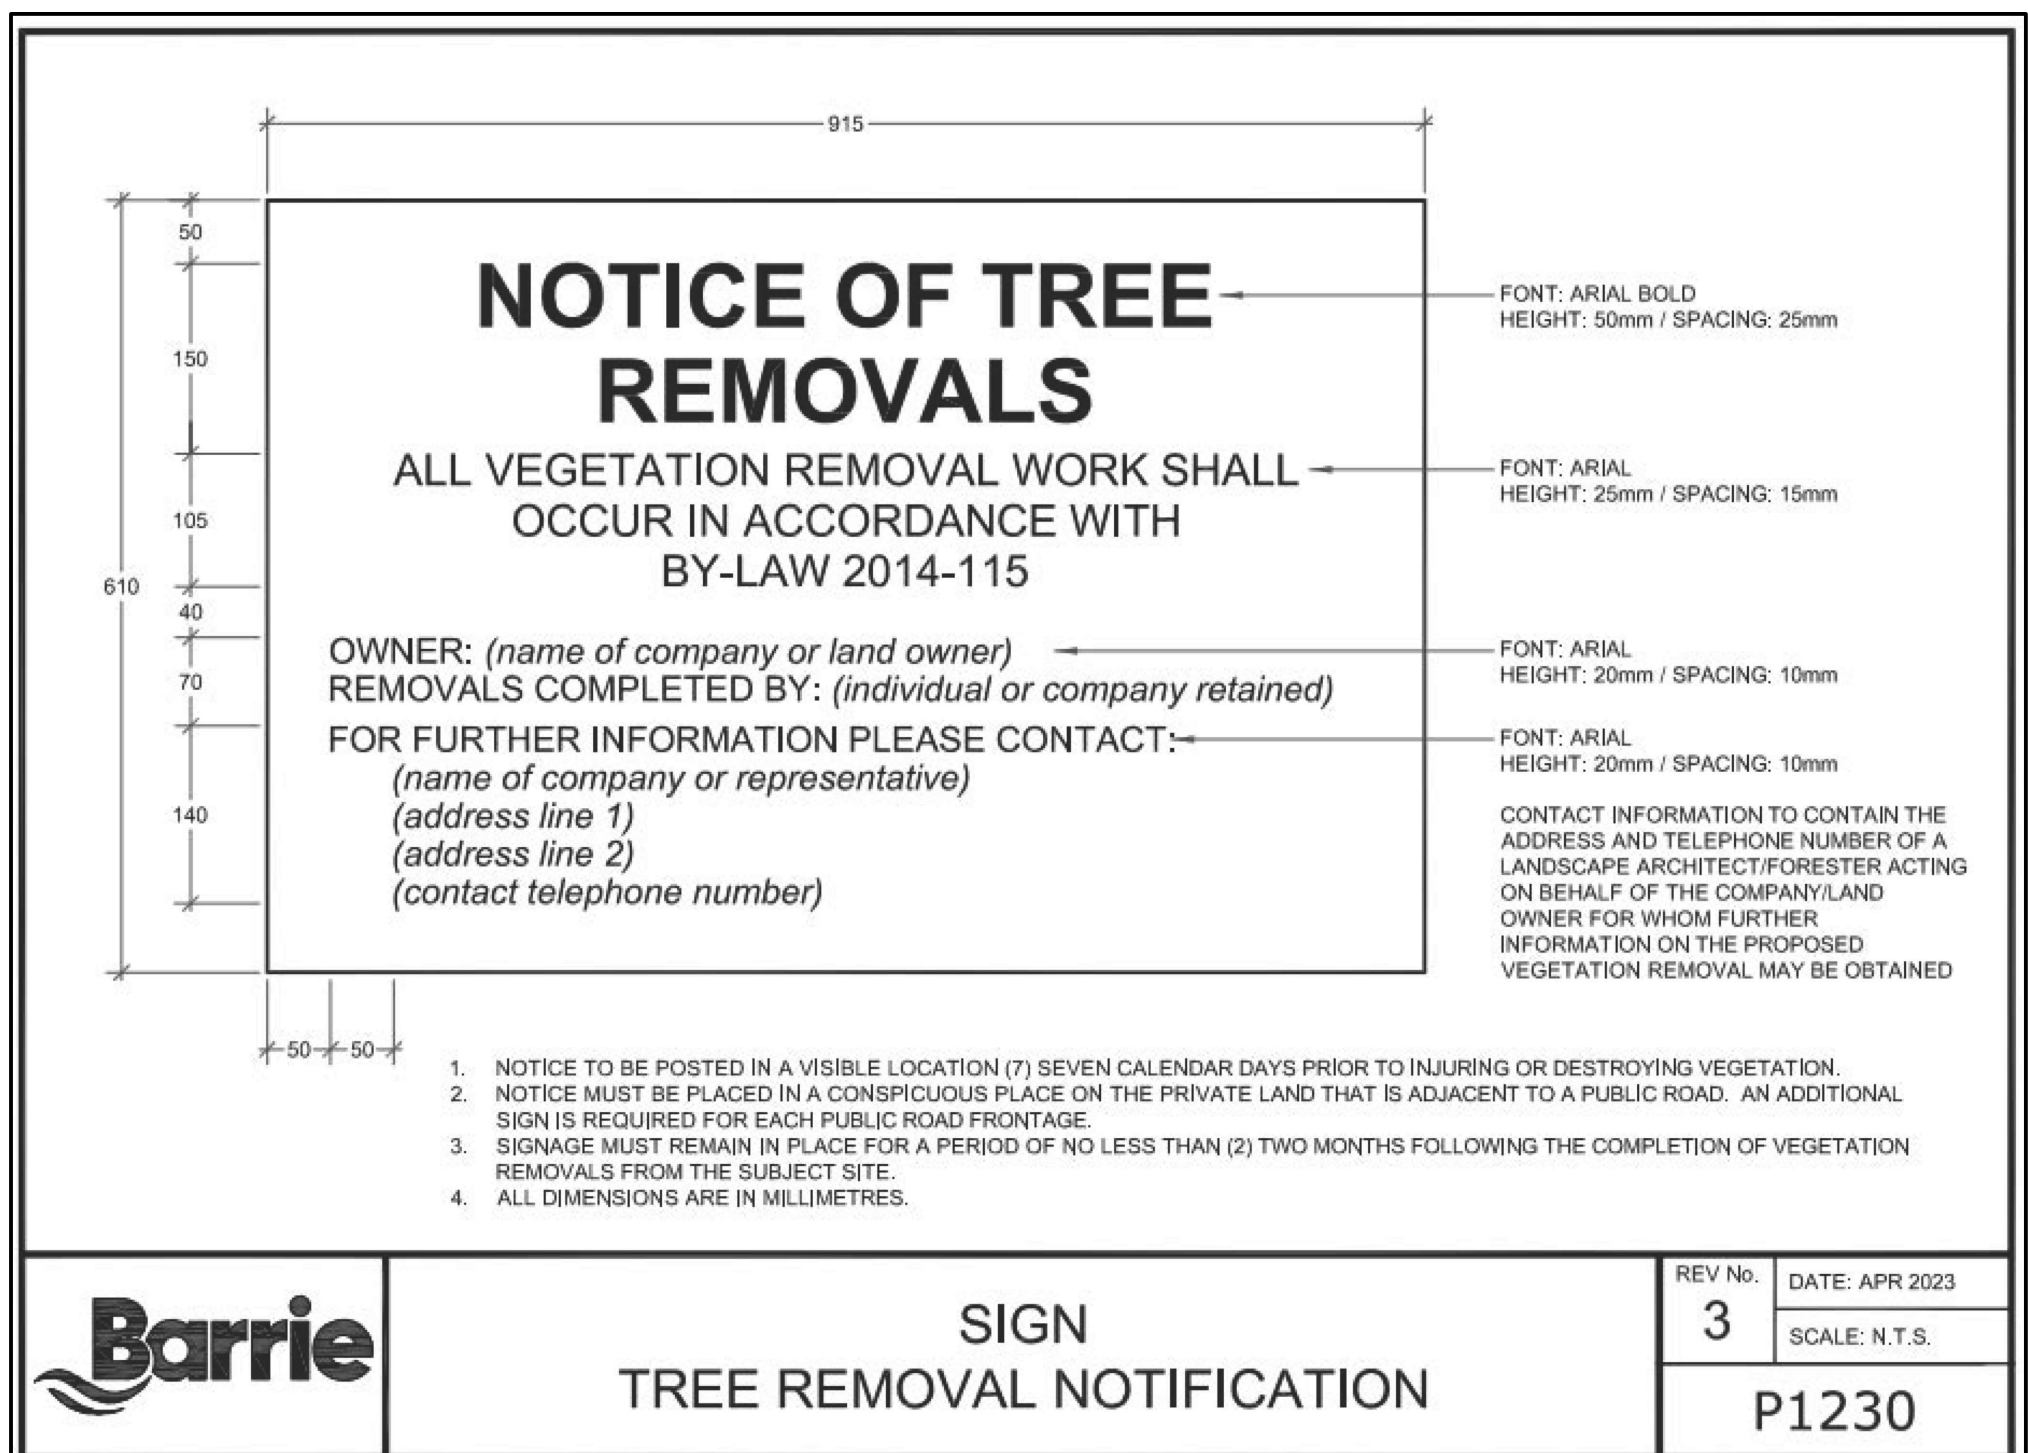 915
50
NOTICE OF TREE
FONT: ARIAL BOLD
HEIGHT: 50mm / SPACING: 25mm
150
REMOVALS
ALL VEGETATION REMOVAL WORK SHALL
FONT: ARIAL
HEIGHT: 25mm / SPACING: 15mm
105
OCCUR IN ACCORDANCE WITH
BY-LAW 2014-115
610
40
OWNER: (name of company or land owner)
FONT: ARIAL
HEIGHT: 20mm / SPACING: 10mm
70
REMOVALS COMPLETED BY: (individual or company retained)
FOR FURTHER INFORMATION PLEASE CONTACT:
FONT: ARIAL
HEIGHT: 20mm / SPACING: 10mm
(name of company or representative)
140
(address line 1)
(address line 2)
(contact telephone number)
CONTACT INFORMATION TO CONTAIN THE
ADDRESS AND TELEPHONE NUMBER OF A
LANDSCAPE ARCHITECT/FORESTER ACTING
ON BEHALF OF THE COMPANY/LAND
OWNER FOR WHOM FURTHER
INFORMATION ON THE PROPOSED
VEGETATION REMOVAL MAY BE OBTAINED
50 50
1. NOTICE TO BE POSTED IN A VISIBLE LOCATION (7) SEVEN CALENDAR DAYS PRIOR TO INJURING OR DESTROYING VEGETATION.
2. NOTICE MUST BE PLACED IN A CONSPICUOUS PLACE ON THE PRIVATE LAND THAT IS ADJACENT TO A PUBLIC ROAD. AN ADDITIONAL
SIGN IS REQUIRED FOR EACH PUBLIC ROAD FRONTAGE.
3. SIGNAGE MUST REMAIN IN PLACE FOR A PERIOD OF NO LESS THAN (2) TWO MONTHS FOLLOWING THE COMPLETION OF VEGETATION
REMOVALS FROM THE SUBJECT SITE.
4. ALL DIMENSIONS ARE IN MILLIMETRES.
Barrie
SIGN
TREE REMOVAL NOTIFICATION
REV No.
3
DATE: APR 2023
SCALE: N.T.S.
P1230